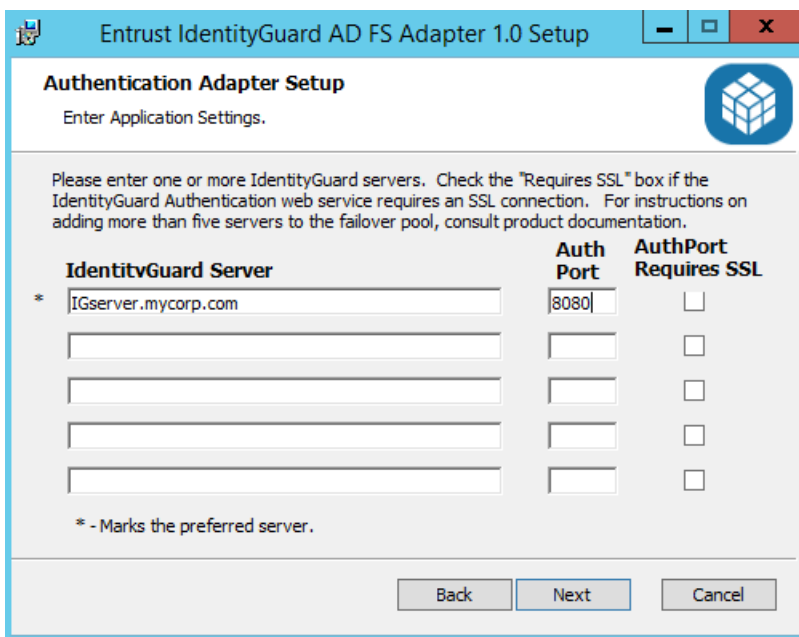 Entrust IdentityGuard AD FS Adapter 1.0 Setup
Authentication Adapter Setup
Enter Application Settings.
Please enter one or more IdentityGuard servers. Check the "Requires SSL" box if the
IdentityGuard Authentication web service requires an SSL connection. For instructions on
adding more than five servers to the failover pool, consult product documentation.
IdentityGuard Server
Auth
Port
AuthPort
Requires SSL
* IGserver.mycorp.com 8080
* - Marks the preferred server.
Back Next Cancel